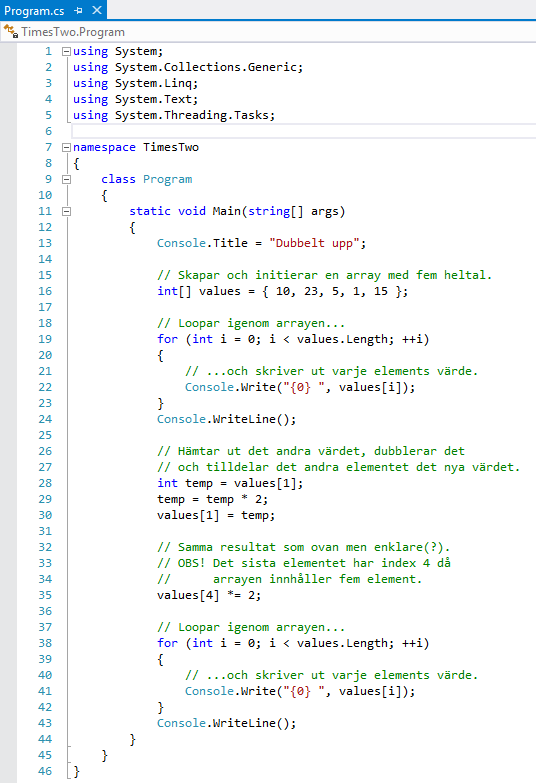 Program.cs
TimesTwo.Program
1 using System;
2 using System.Collections.Generic;
3 using System.Linq;
4 using System.Text;
5 using System.Threading.Tasks;
6
7 namespace TimesTwo
8 {
9     class Program
10     {
11         static void Main(string[] args)
12         {
13             Console.Title = "Dubbelt upp";
14
15             // Skapar och initierar en array med fem heltal.
16             int[] values = { 10, 23, 5, 1, 15 };
17
18             // Loopar igenom arrayen...
19             for (int i = 0; i < values.Length; ++i)
20             {
21                 // ...och skriver ut varje elements värde.
22                 Console.Write("{0} ", values[i]);
23             }
24             Console.WriteLine();
25
26             // Hämtar ut det andra värdet, dubblerar det
27             // och tilldelar det andra elementet det nya värdet.
28             int temp = values[1];
29             temp = temp * 2;
30             values[1] = temp;
31
32             // Samma resultat som ovan men enklare(?).
33             // OBS! Det sista elementet har index 4 då
34             //      arrayen innhåller fem element.
35             values[4] *= 2;
36
37             // Loopar igenom arrayen...
38             for (int i = 0; i < values.Length; ++i)
39             {
40                 // ...och skriver ut varje elements värde.
41                 Console.Write("{0} ", values[i]);
42             }
43             Console.WriteLine();
44         }
45     }
46 }